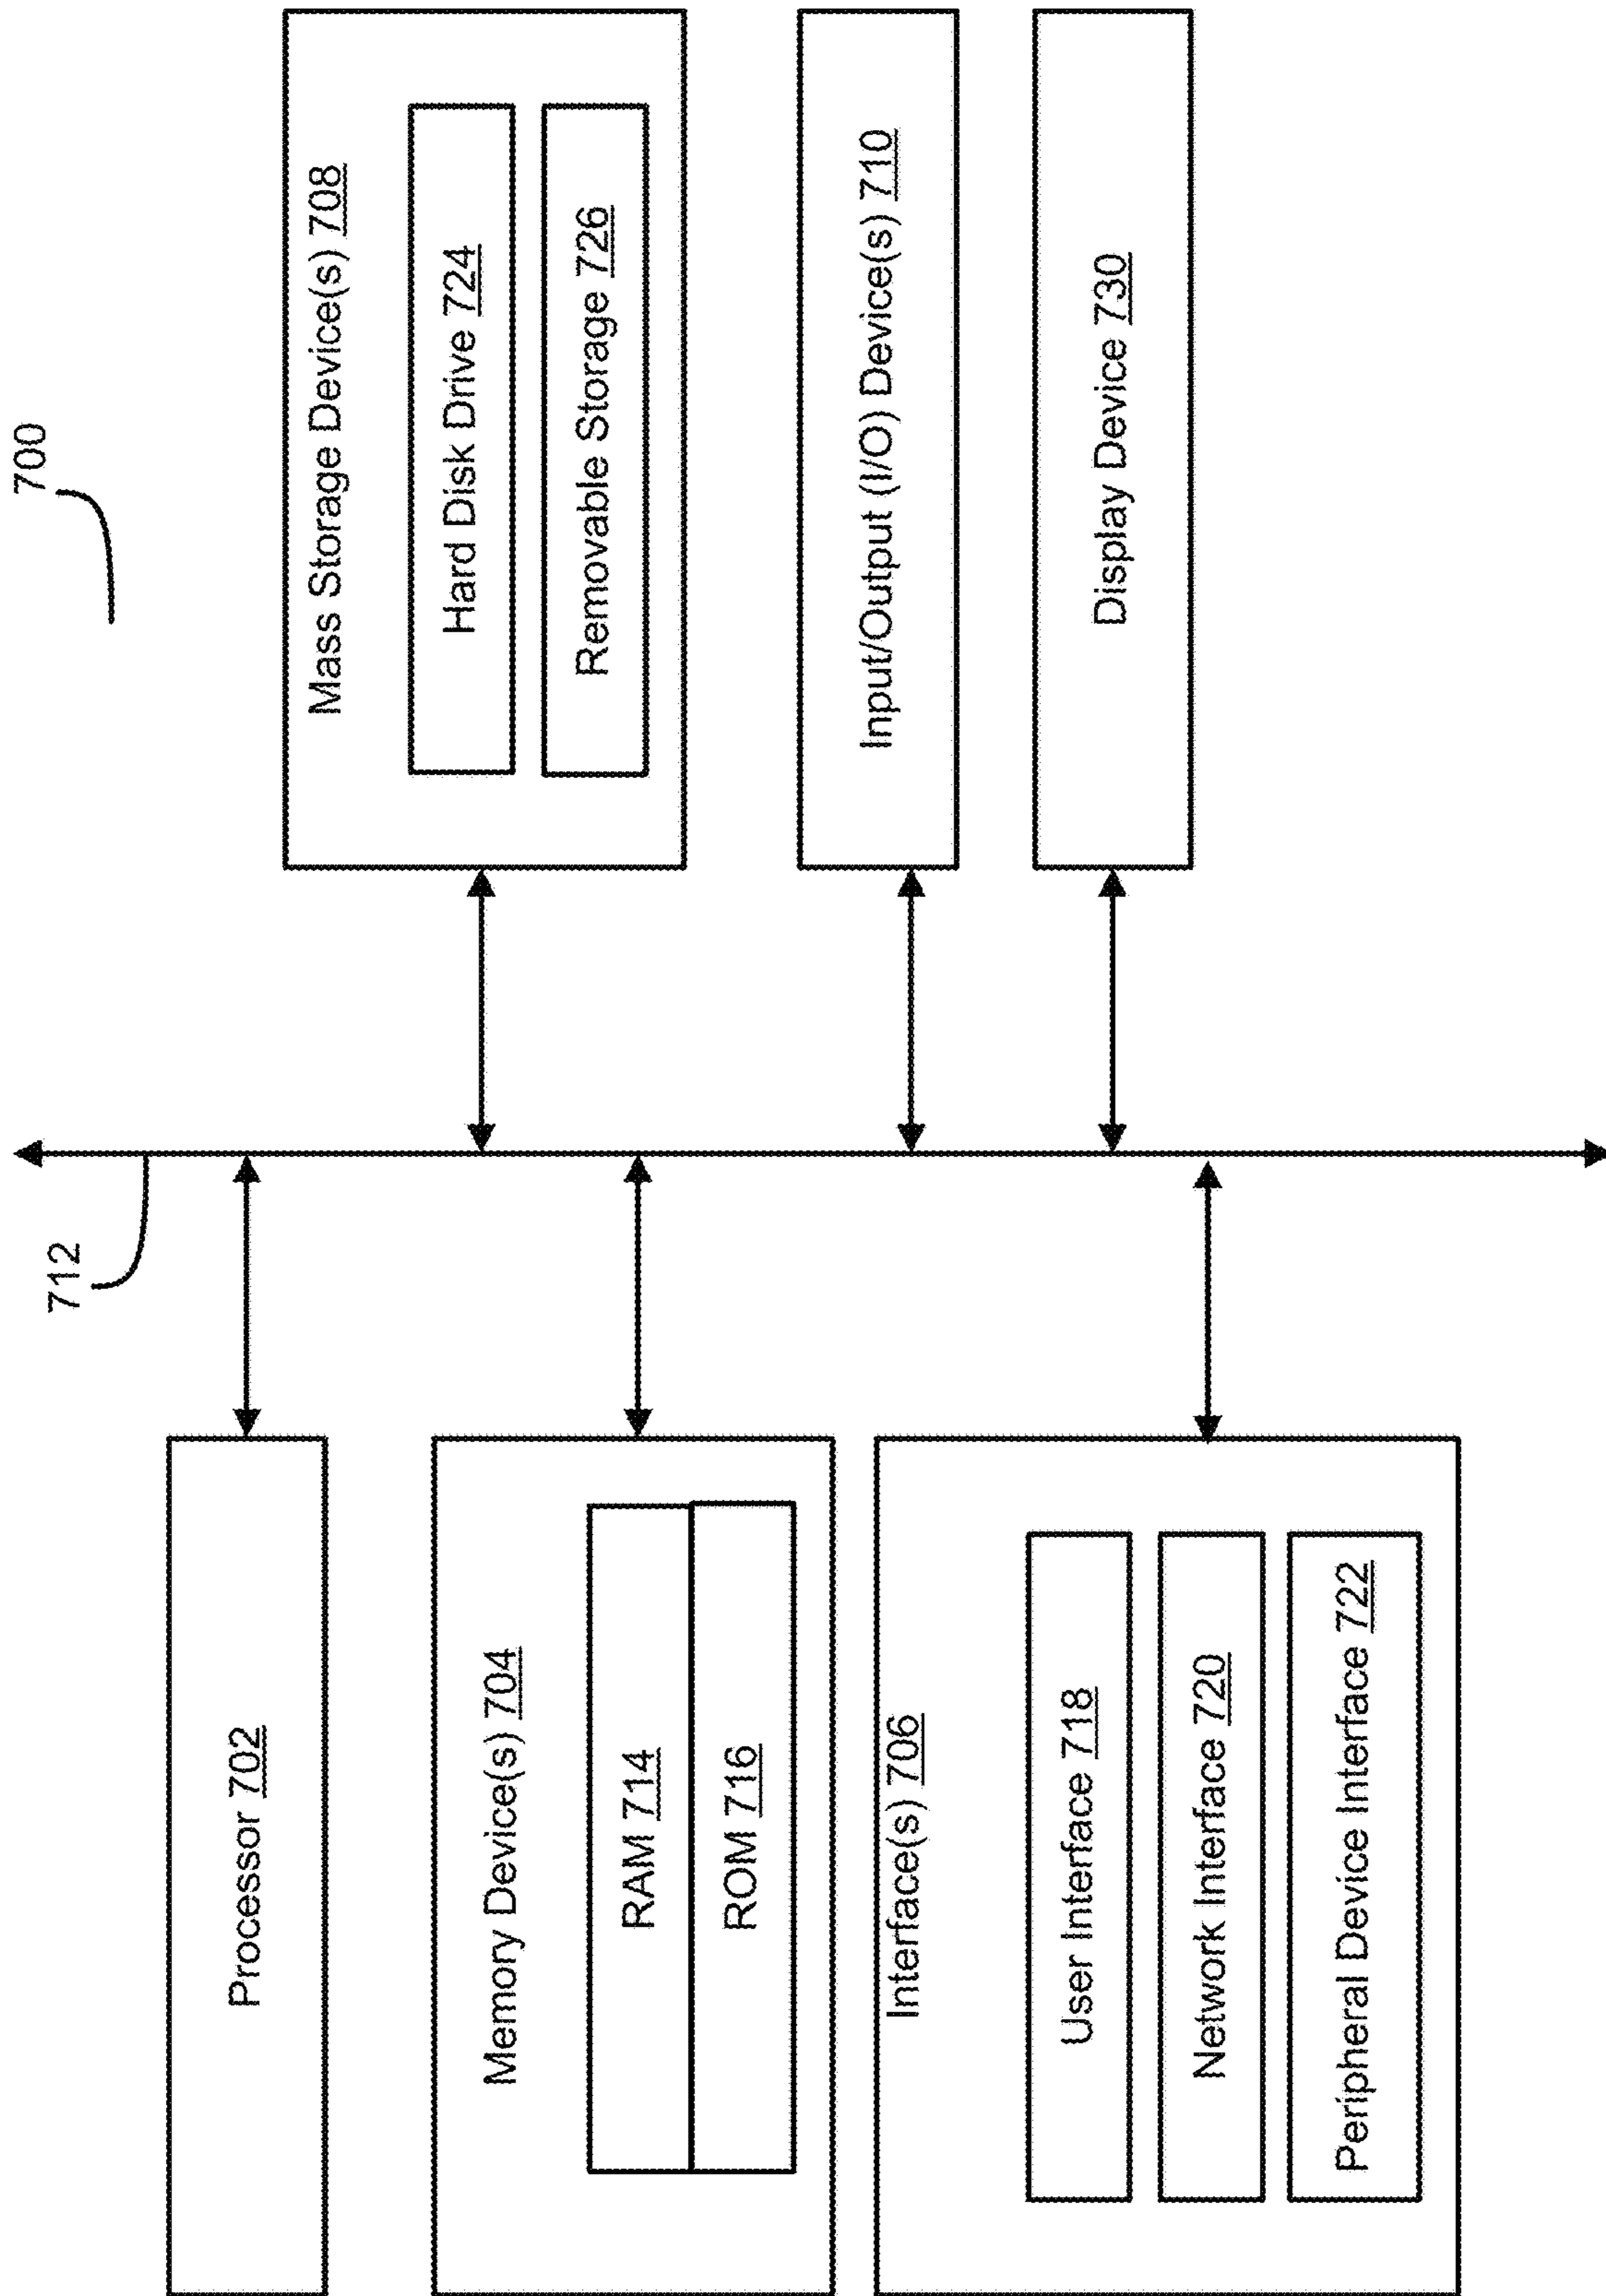 700
712
Processor 702
Memory Device(s) 704
RAM 714
ROM 716
Interface(s) 706
User Interface 718
Network Interface 720
Peripheral Device Interface 722
Mass Storage Device(s) 708
Hard Disk Drive 724
Removable Storage 726
Input/Output (I/O) Device(s) 710
Display Device 730